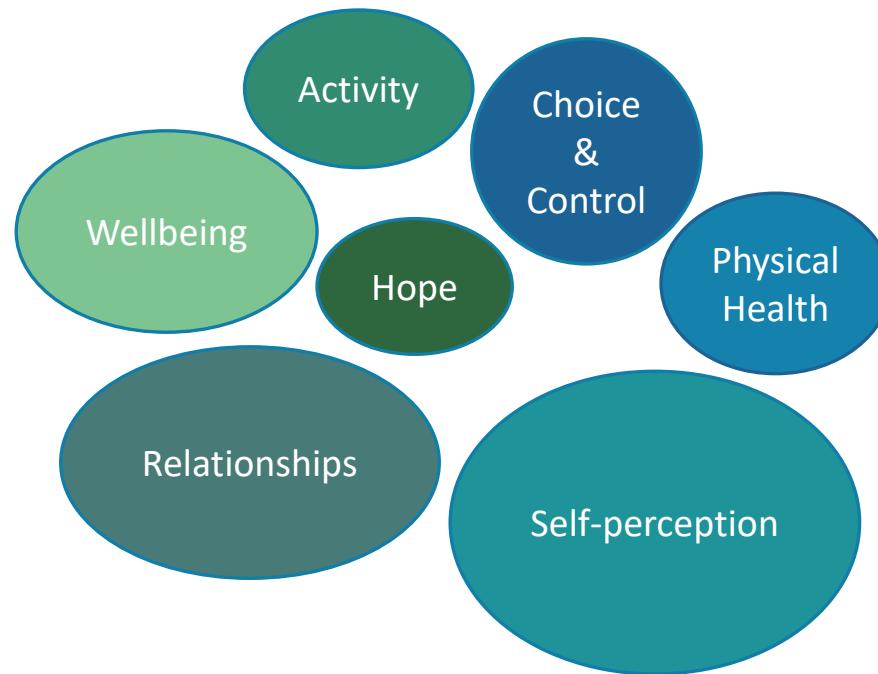 Activity
Choice
&
Control
Wellbeing
Hope
Physical
Health
Relationships
Self-perception